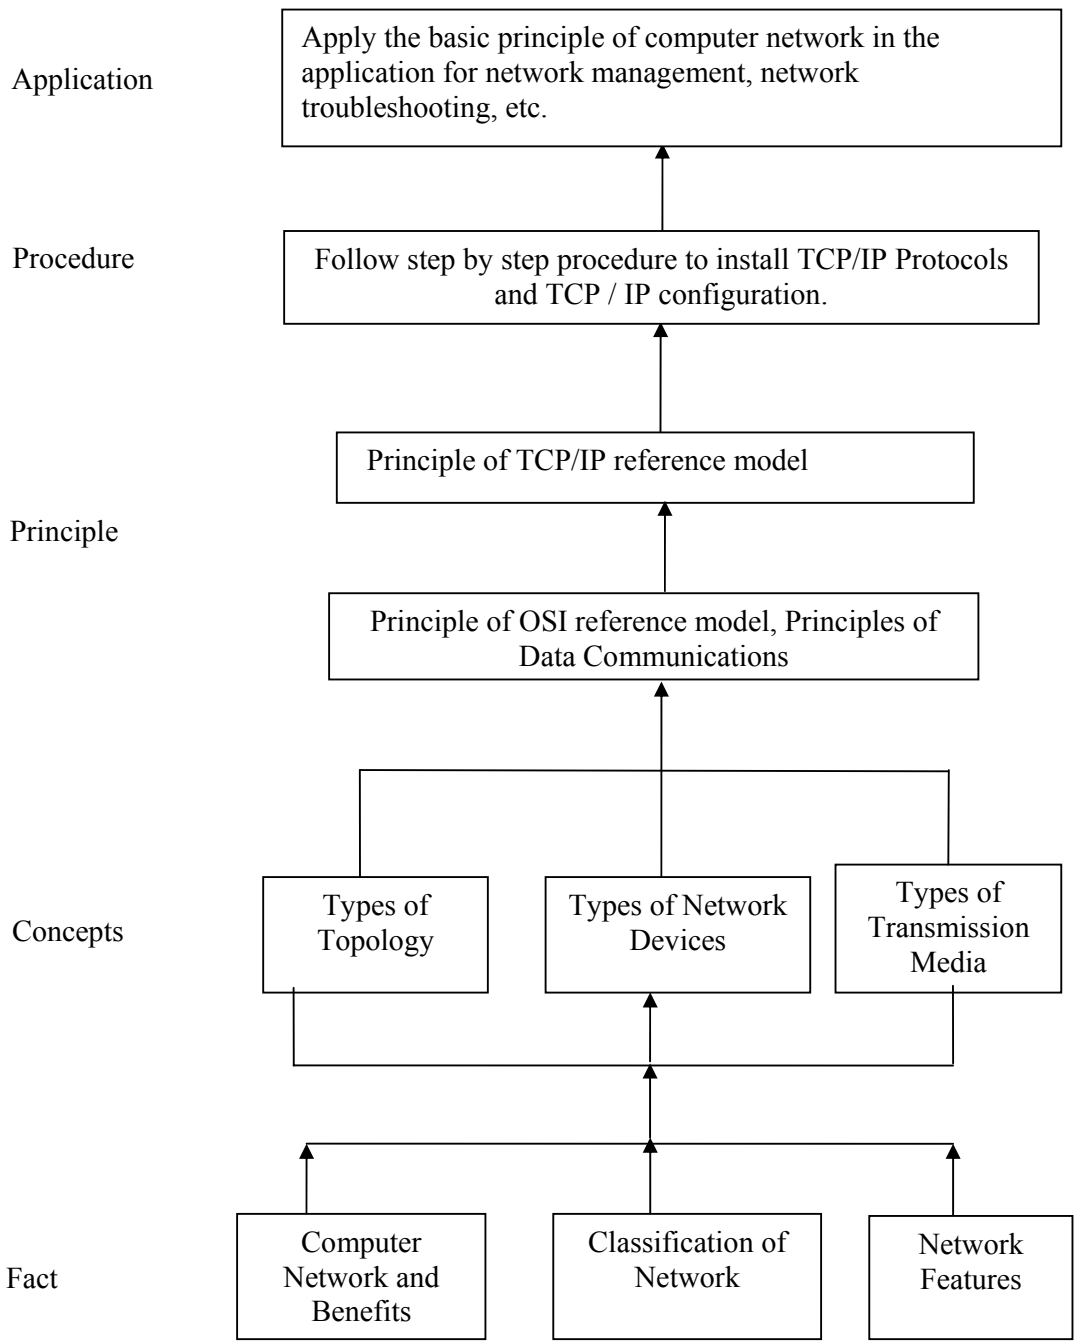 Application
Apply the basic principle of computer network in the
application for network management, network
troubleshooting, etc.
Procedure
Follow step by step procedure to install TCP/IP Protocols
and TCP / IP configuration.
Principle of TCP/IP reference model
Principle
Principle of OSI reference model, Principles of
Data Communications
Concepts
Types of
Topology
Types of Network
Devices
Types of
Transmission
Media
Fact
Computer
Network and
Benefits
Classification of
Network
Network
Features